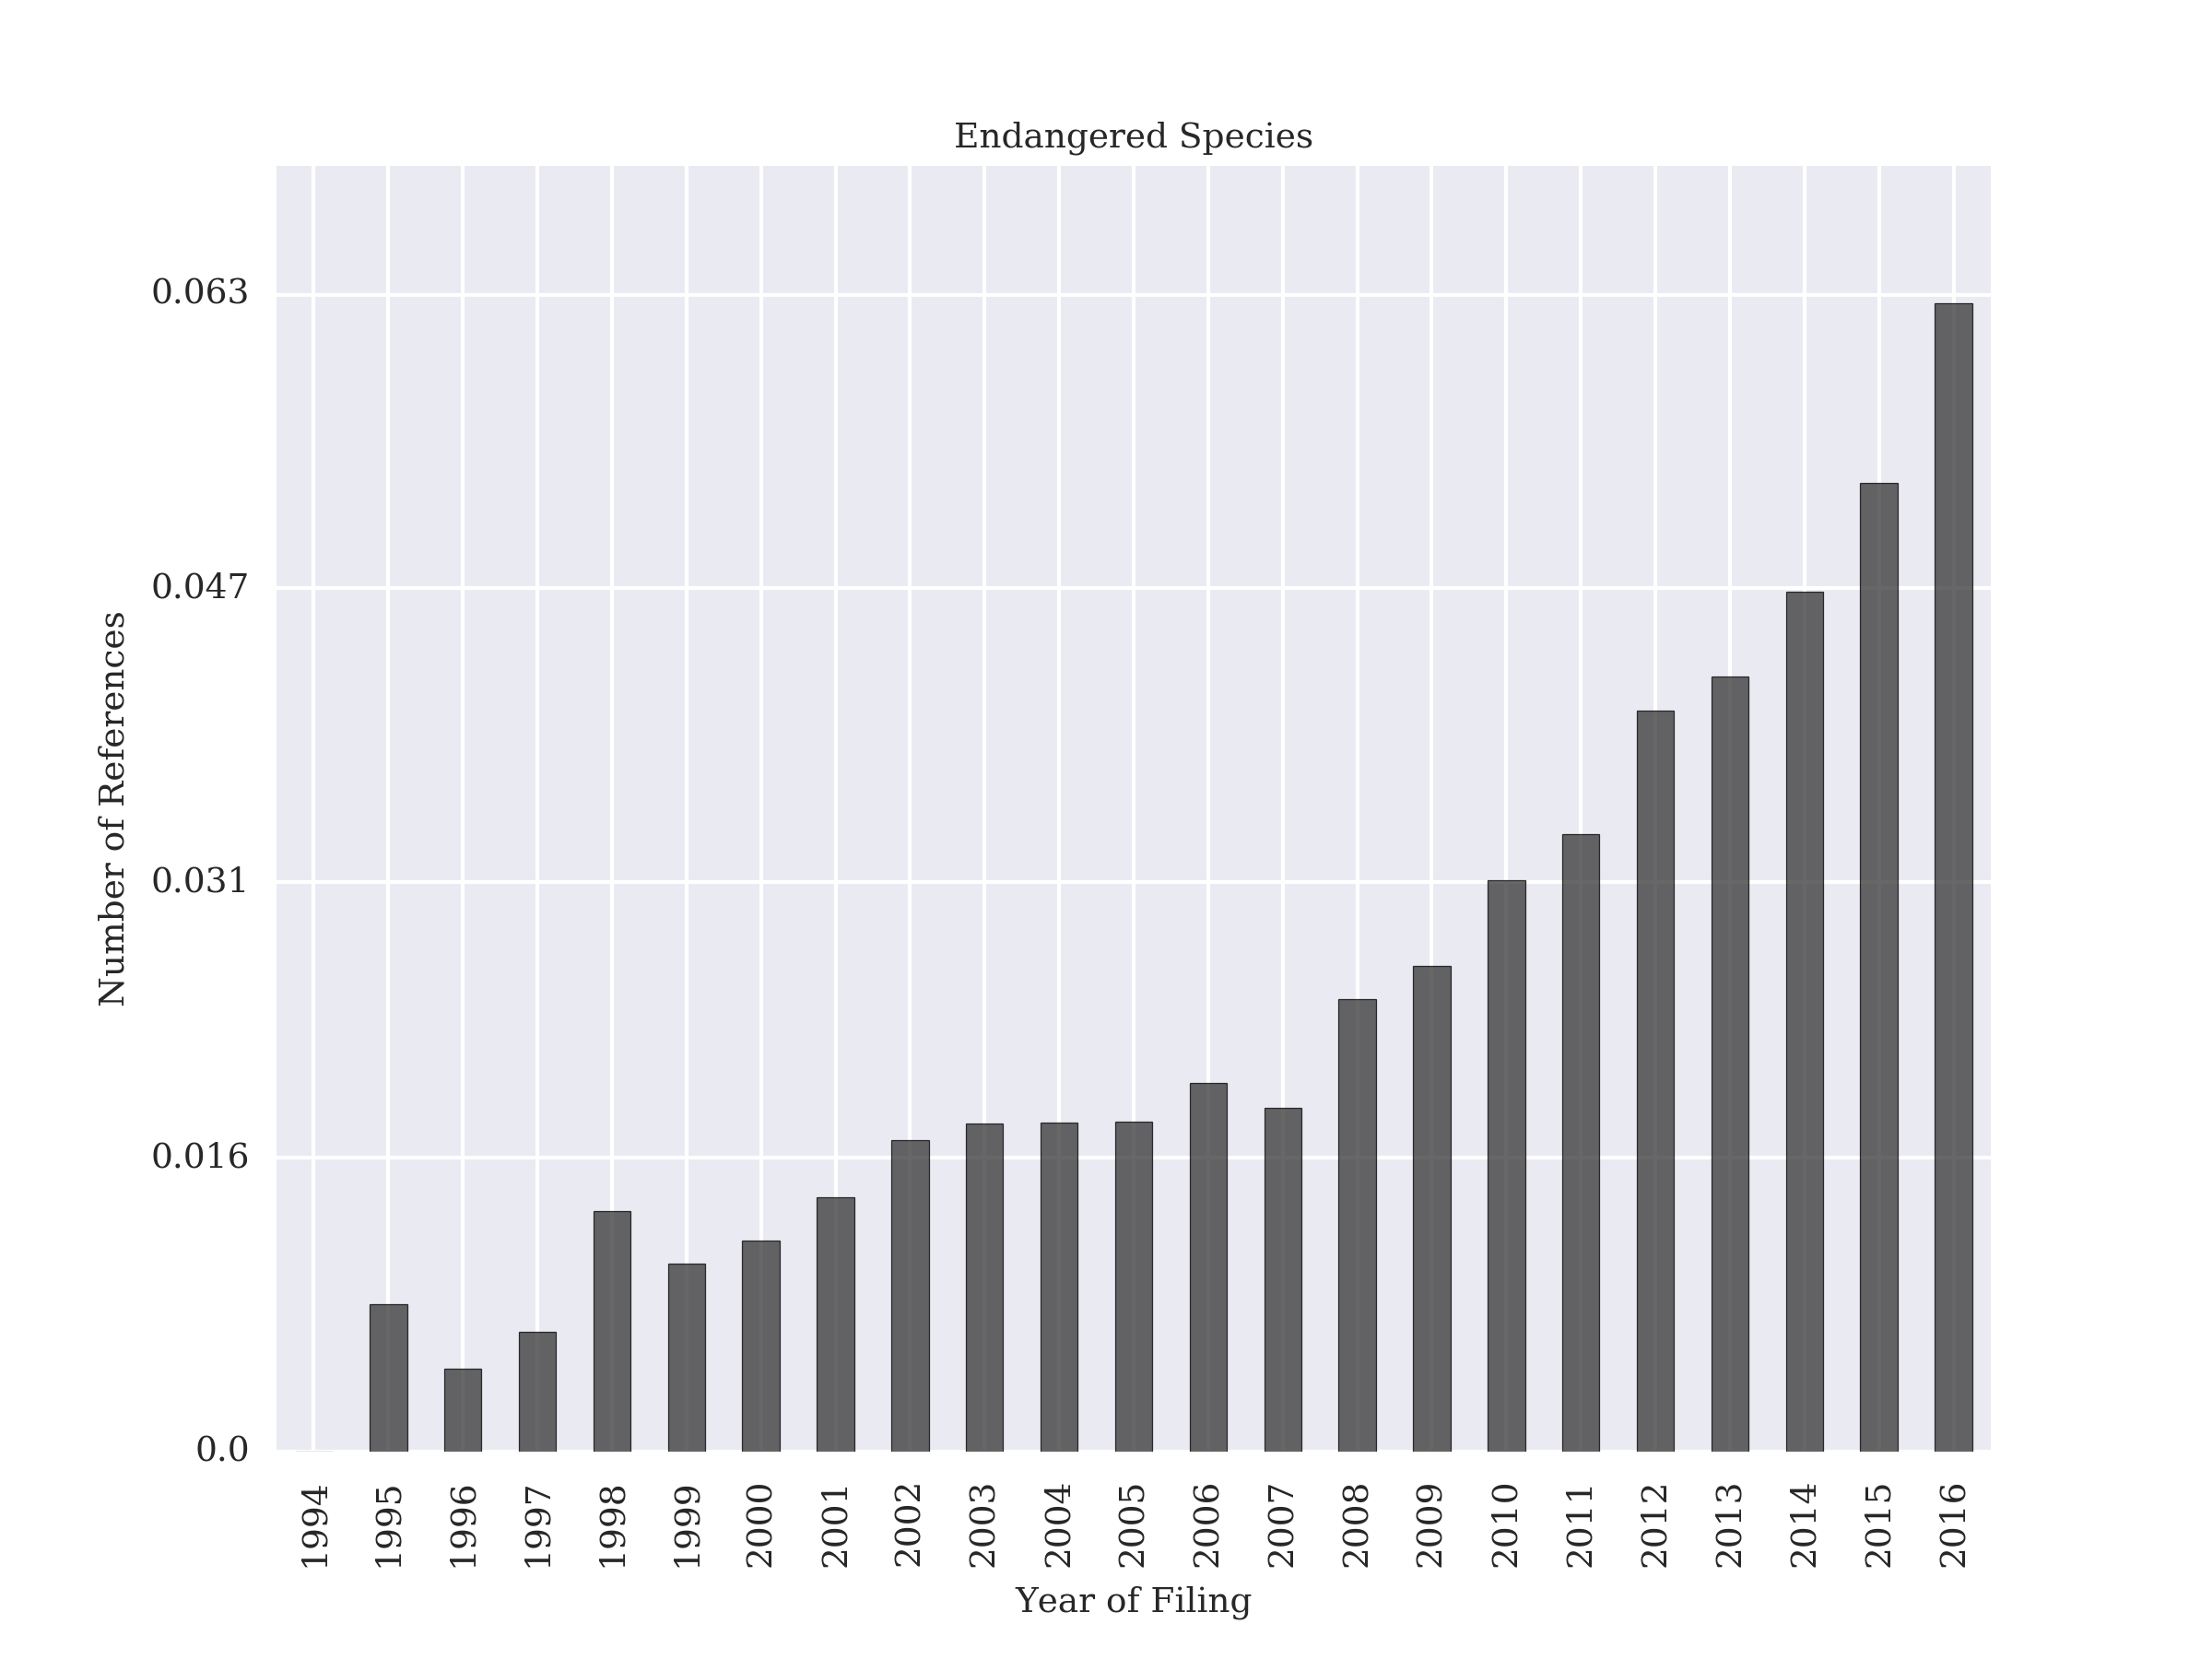 Endangered Species
Number of References
0.063
0.047
0.031
0.016
0.0
1994 1995 1996 1997 1998 1999 2000 2001 2002 2003 2004 2005 2006 2007 2008 2009 2010 2011 2012 2013 2014 2015 2016
Year of Filing